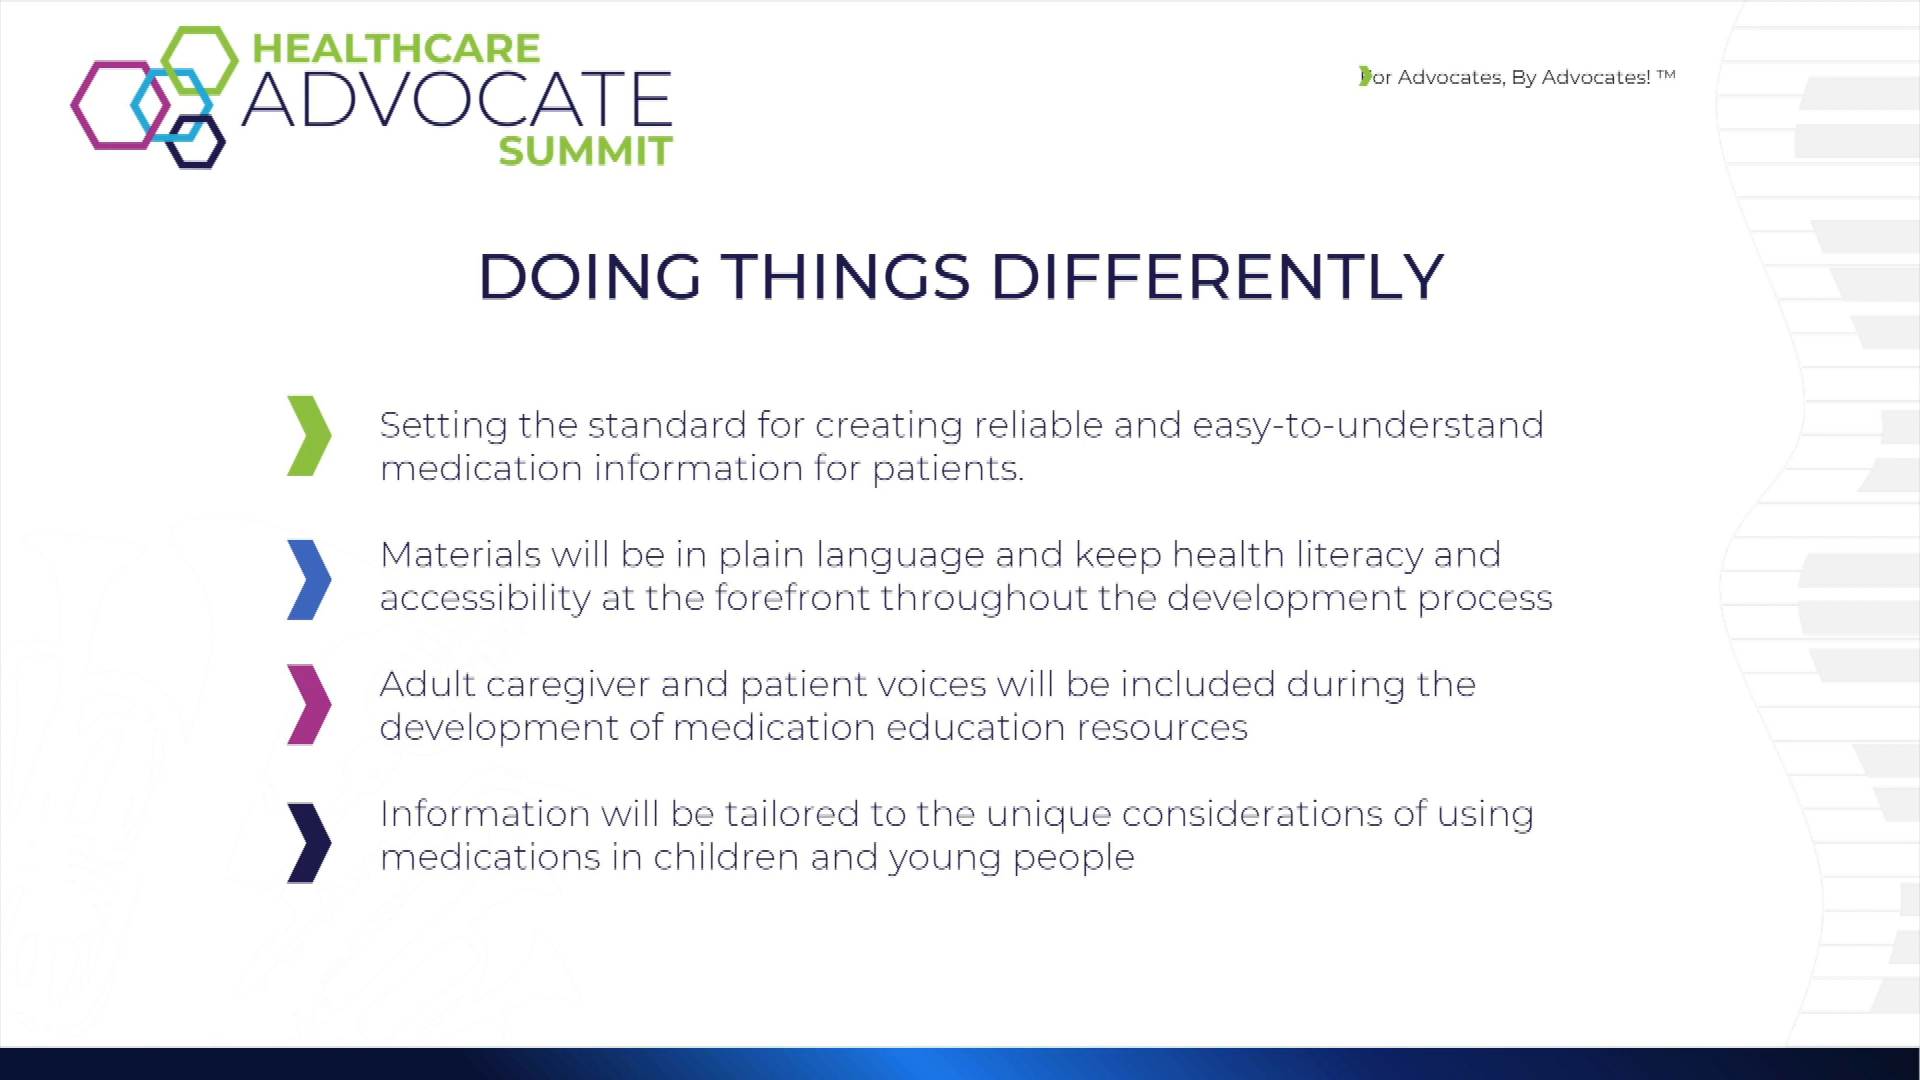 HEALTHCARE
ADVOCATE
SUMMIT
For Advocates, By Advocates! ™
DOING THINGS DIFFERENTLY
Setting the standard for creating reliable and easy-to-understand
medication information for patients.
Materials will be in plain language and keep health literacy and
accessibility at the forefront throughout the development process
Adult caregiver and patient voices will be included during the
development of medication education resources
Information will be tailored to the unique considerations of using
medications in children and young people